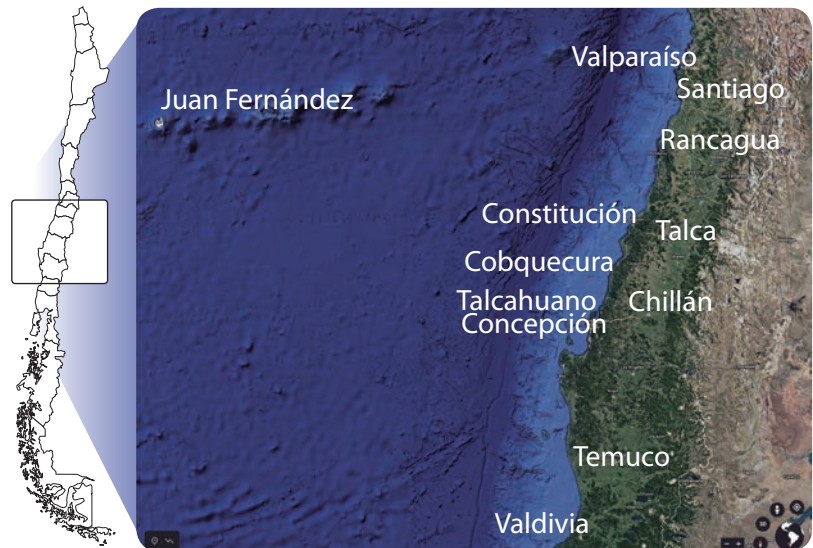 Valparaíso
Santiago
Juan Fernández
Rancagua
Constitución
Talca
Cobquecura
Talcahuano
Chillán
Concepción
Temuco
Valdivia